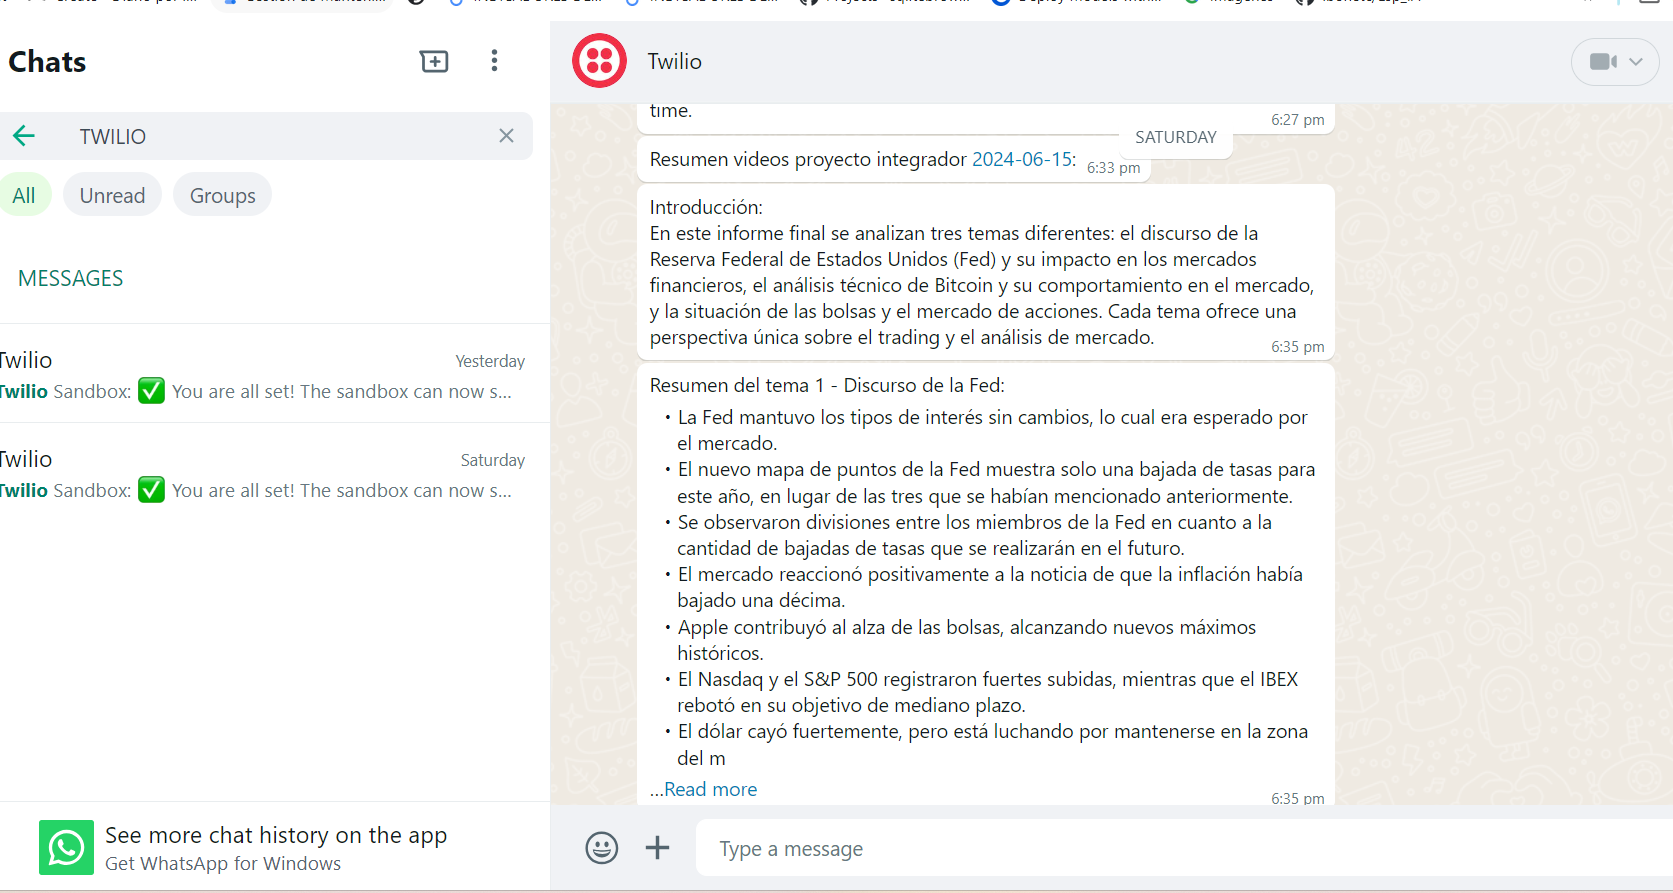 Chats
TWILIO
All
Unread
Groups
MESSAGES
Twilio
Yesterday
Twilio Sandbox: ✅ You are all set! The sandbox can now s...
Twilio
Saturday
Twilio Sandbox: ✅ You are all set! The sandbox can now s...
See more chat history on the app
Get WhatsApp for Windows
Twilio
time.
6:27 pm
SATURDAY
Resumen videos proyecto integrador 2024-06-15:
6:33 pm
Introducción:
En este informe final se analizan tres temas diferentes: el discurso de la
Reserva Federal de Estados Unidos (Fed) y su impacto en los mercados
financieros, el análisis técnico de Bitcoin y su comportamiento en el mercado,
y la situación de las bolsas y el mercado de acciones. Cada tema ofrece una
perspectiva única sobre el trading y el análisis de mercado.
6:35 pm
Resumen del tema 1 - Discurso de la Fed:
• La Fed mantuvo los tipos de interés sin cambios, lo cual era esperado por
el mercado.
• El nuevo mapa de puntos de la Fed muestra solo una bajada de tasas para
este año, en lugar de las tres que se habían mencionado anteriormente.
• Se observaron divisiones entre los miembros de la Fed en cuanto a la
cantidad de bajadas de tasas que se realizarán en el futuro.
• El mercado reaccionó positivamente a la noticia de que la inflación había
bajado una décima.
• Apple contribuyó al alza de las bolsas, alcanzando nuevos máximos
históricos.
• El Nasdaq y el S&P 500 registraron fuertes subidas, mientras que el IBEX
rebotó en su objetivo de mediano plazo.
• El dólar cayó fuertemente, pero está luchando por mantenerse en la zona
del m
...Read more
6:35 pm
Type a message